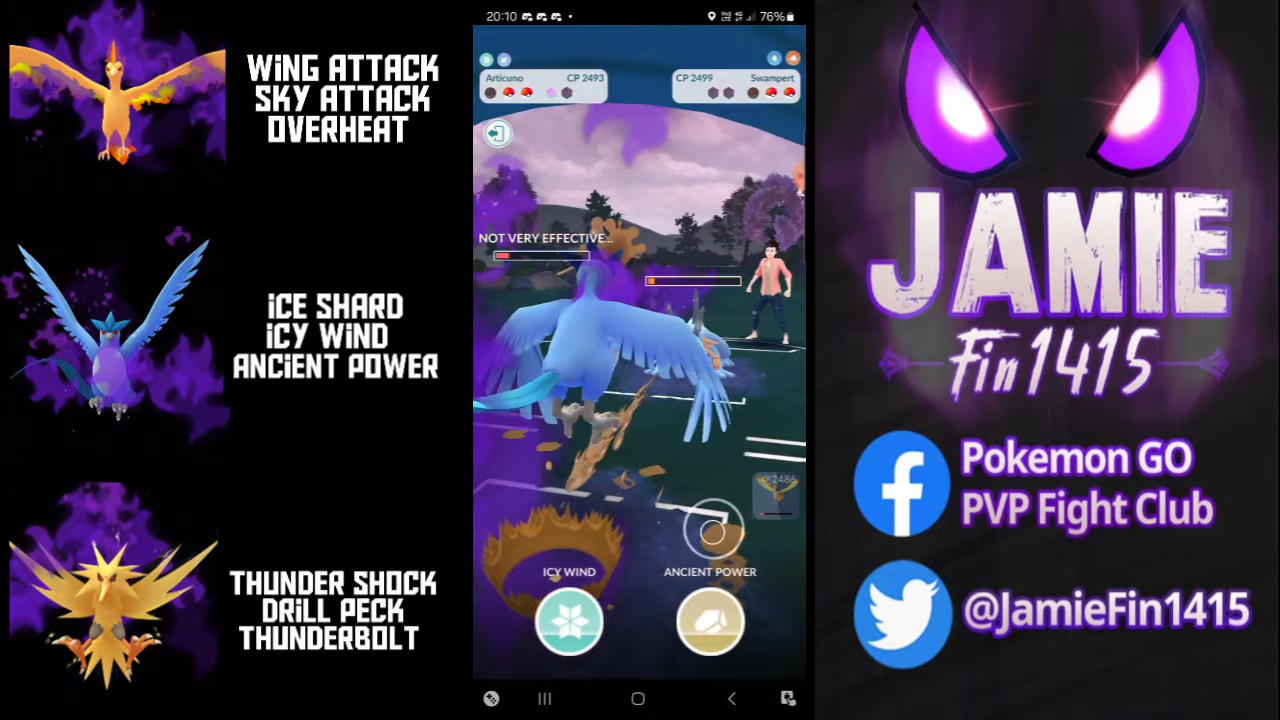 WING ATTACK
SKY ATTACK
OVERHEAT
ICE SHARD
ICY WIND
ANCIENT POWER
THUNDER SHOCK
DRILL PECK
THUNDERBOLT
20:10
76%
Articuno CP 2493
CP 2499 Swampert
NOT VERY EFFECTIVE...
2486
ICY WIND
ANCIENT POWER
JAMIE
Fin1415
Pokemon GO
PVP Fight Club
@JamieFin1415